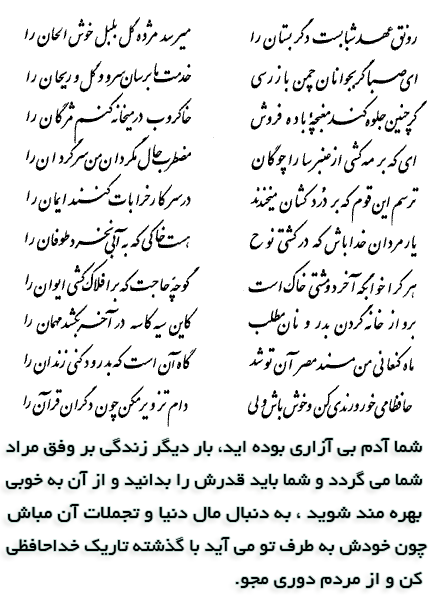 رونق عهد شبابست دگر بستان را میرسد مژده گل بلبل خوش الحان را
ای صبا گر بجوانان چمن باز رسی خدمت ما برسان سرو و گل و ریحان را
گر چنین جلوه کند مغبچهٔ باده فروش خاکروب در میخانه کنم مژگان را
ای که بر مه کشی از عنبر سارا چوگان مضطرب حال مگردان من سرگردان را
ترسم این قوم که بر درد کشان میخندند در سر کار خرابات کنند ایمان را
یار مردان خدا باش که در کشتی نوح هست خاکی که به آبی نخرد طوفان را
هر کرا خوابگه آخر دو مشتی خاک است گو چه حاجت که بر افلاک کشی ایوان را
برو از خانه گردون بدر و نان مطلب کاین سیه کاسه در آخر بکشد مهمان را
ماه کنعانی من مسند مصر آن تو شد گاه آن است که بدرود کنی زندان را
حافظا می خور و رندی کن و خوش باش ولی دام تزویر مکن چون دگران قرآن را
شما آدم بی آزاری بوده اید، بار دیگر زندگی بر وفق مراد
شما می گردد و شما باید قدرش را بدانید و از آن به خوبی
بهره مند شوید ، به دنبال مال دنیا و تجملات آن مباش
چون خودش به طرف تو می آید با گذشته تاریک خداحافظی
کن و از مردم دوری مجو.